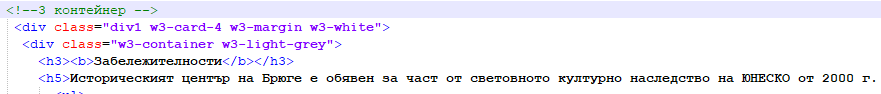 <!--3 контейнер -->
<div class="div1 w3-card-4 w3-margin w3-white">
<div class="w3-container w3-light-grey">
<h3><b>Забележителности</b></h3>
<h5>Историческият център на Брюге е обявен за част от световното културно наследство на ЮНЕСКО от 2000 г.